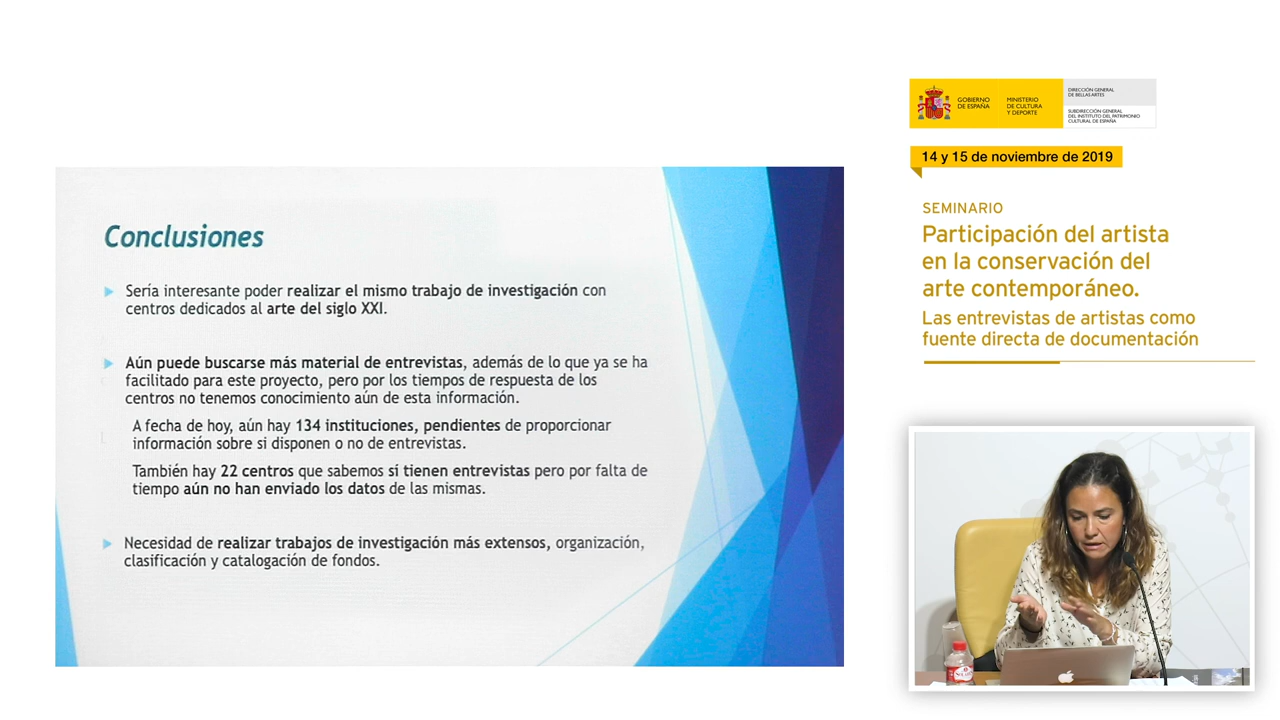 Conclusiones
Sería interesante poder realizar el mismo trabajo de investigación con
centros dedicados al arte del siglo XXI.
Aún puede buscarse más material de entrevistas, además de lo que ya se ha
facilitado para este proyecto, pero por los tiempos de respuesta de los
centros no tenemos conocimiento aún de esta información.
A fecha de hoy, aún hay 134 instituciones, pendientes de proporcionar
información sobre si disponen o no de entrevistas.
También hay 22 centros que sabemos si tienen entrevistas pero por falta de
tiempo aún no han enviado los datos de las mismas.
Necesidad de realizar trabajos de investigación más extensos, organización,
clasificación y catalogación de fondos.
GOBIERNO
DE ESPAÑA
MINISTERIO
DE CULTURA
Y DEPORTE
DIRECCIÓN GENERAL
DE BELLAS ARTES
SUBDIRECCIÓN GENERAL
DEL INSTITUTO DEL PATRIMONIO
CULTURAL DE ESPAÑA
14 y 15 de noviembre de 2019
SEMINARIO
Participación del artista
en la conservación del
arte contemporáneo.
Las entrevistas de artistas como
fuente directa de documentación